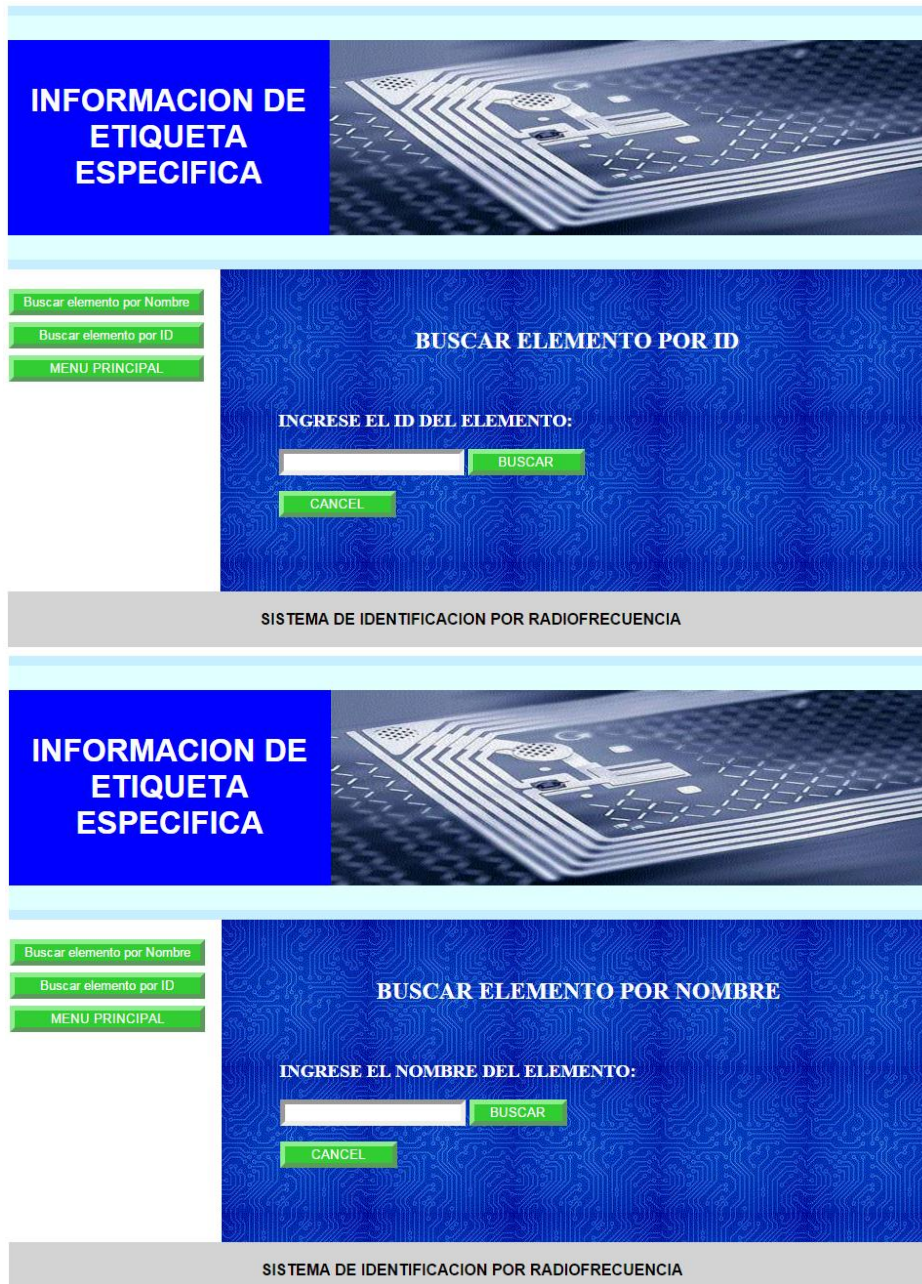 INFORMACION DE
ETIQUETA
ESPECIFICA
Buscar elemento por Nombre
Buscar elemento por ID
MENU PRINCIPAL
BUSCAR ELEMENTO POR ID
INGRESE EL ID DEL ELEMENTO:
BUSCAR
CANCEL
SISTEMA DE IDENTIFICACION POR RADIOFRECUENCIA
INFORMACION DE
ETIQUETA
ESPECIFICA
Buscar elemento por Nombre
Buscar elemento por ID
MENU PRINCIPAL
BUSCAR ELEMENTO POR NOMBRE
INGRESE EL NOMBRE DEL ELEMENTO:
BUSCAR
CANCEL
SISTEMA DE IDENTIFICACION POR RADIOFRECUENCIA